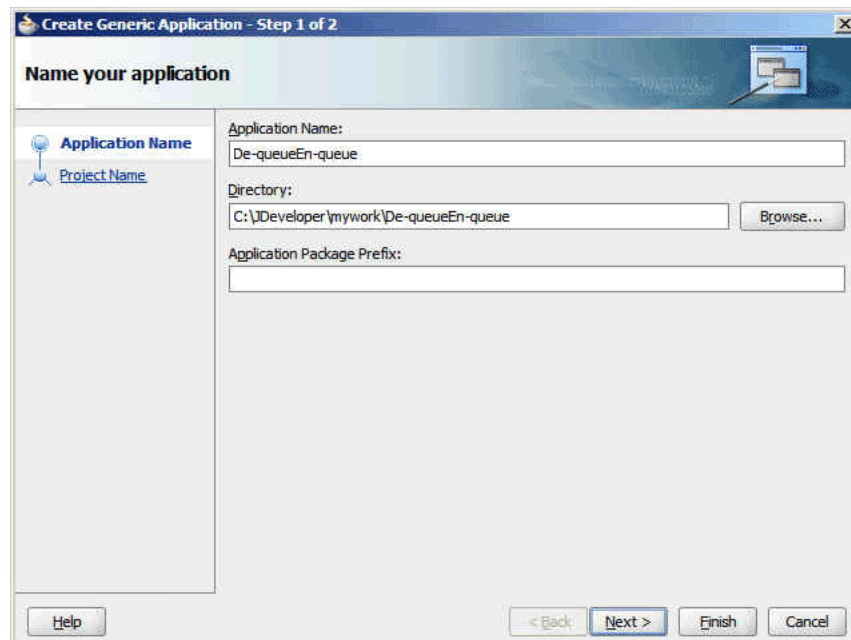 Create Generic Application - Step 1 of 2
Name your application
Application Name
Project Name
Application Name:
De-queueEn-queue
Directory:
C:\JDeveloper\mywork\De-queueEn-queue
Browse...
Application Package Prefix:
Help
< Back
Next >
Finish
Cancel